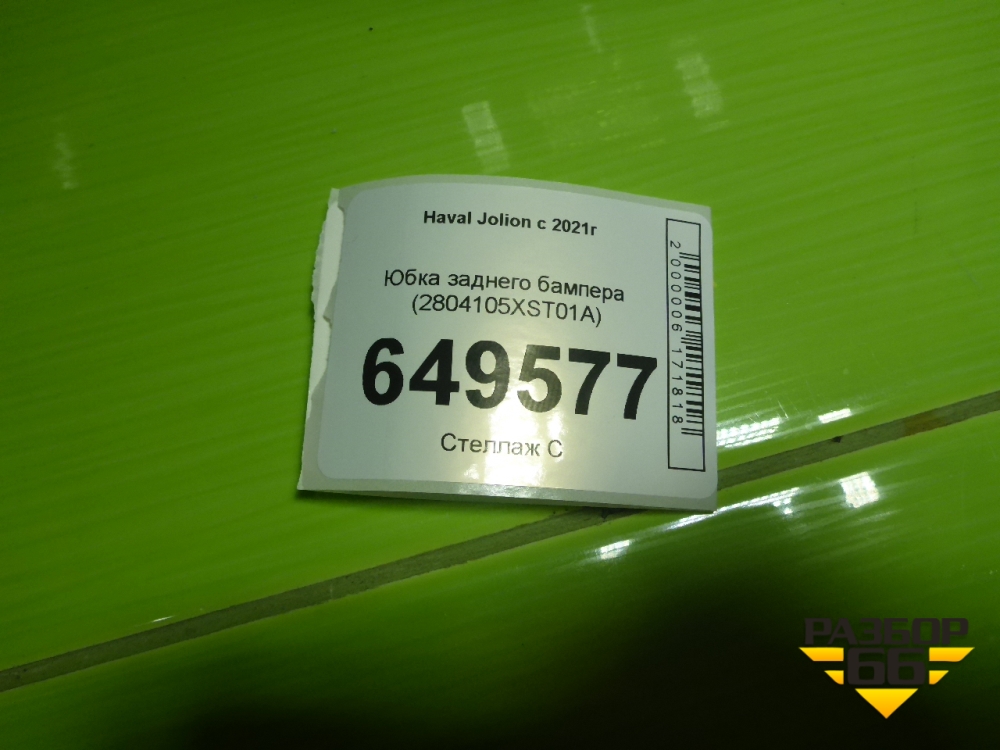 Haval Jolion с 2021г
Юбка заднего бампера
(2804105XST01A)
649577
Стеллаж С
2000006171818
РАЗБОР
66